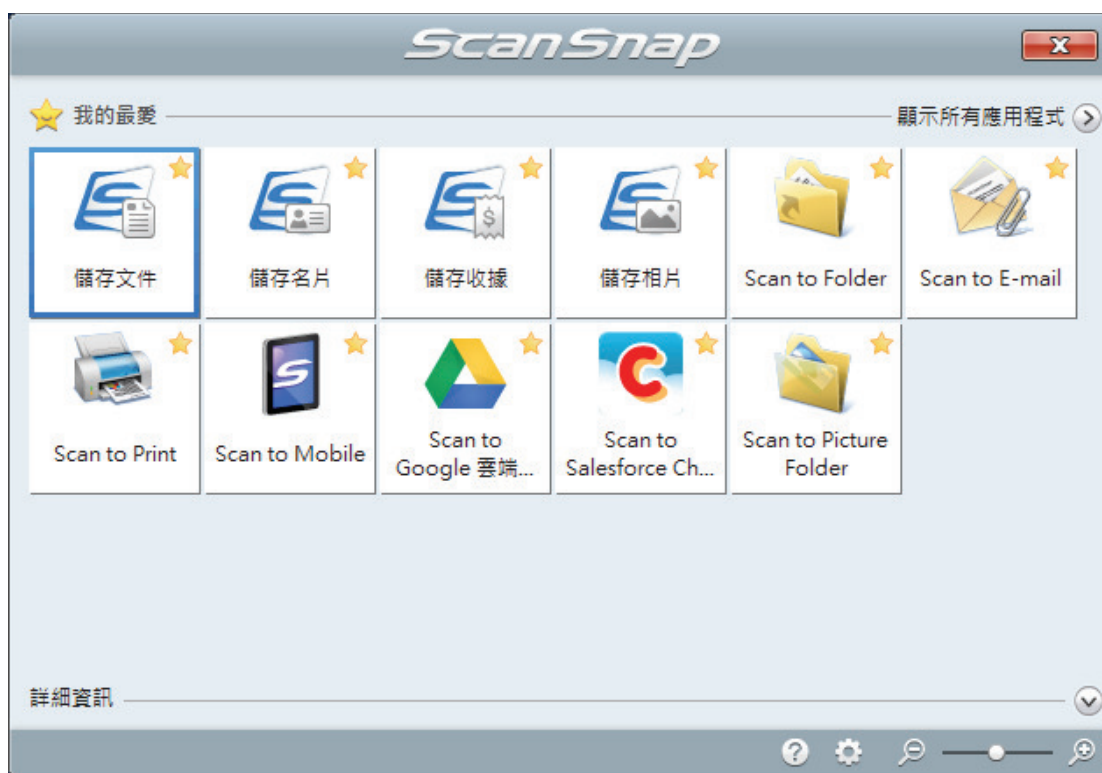 ScanSnap
我的最愛
顯示所有應用程式
儲存文件
儲存名片
儲存收據
儲存相片
Scan to Folder
Scan to E-mail
Scan to Print
Scan to Mobile
Scan to
Google 雲端...
Scan to
Salesforce Ch...
Scan to Picture
Folder
詳細資訊